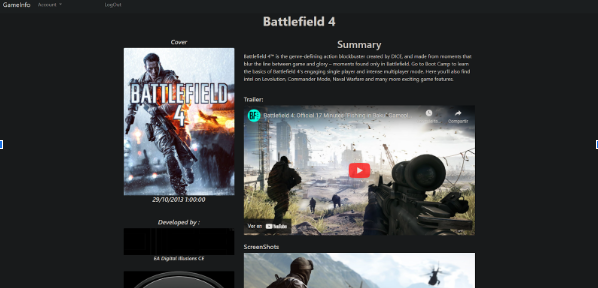 GameInfo Account LogOut
Battlefield 4
Cover
BATTLEFIELD
4
29/10/2013 1:00:00
Developed by :
EA Digital Illusions CE
Summary
Battlefield 4™ is the genre-defining action blockbuster created by DICE, and made from moments that
blur the line between game and glory – moments found only in Battlefield. Go to Boot Camp to learn
the basics of Battlefield 4's engaging single player and intense multiplayer mode. Here you'll also find
intel on Levolution, Commander Mode, Naval Warfare and many more exciting game features.
Trailer:
Battlefield 4: Official 17 Minutes
Compartir
Ver en YouTube
ScreenShots